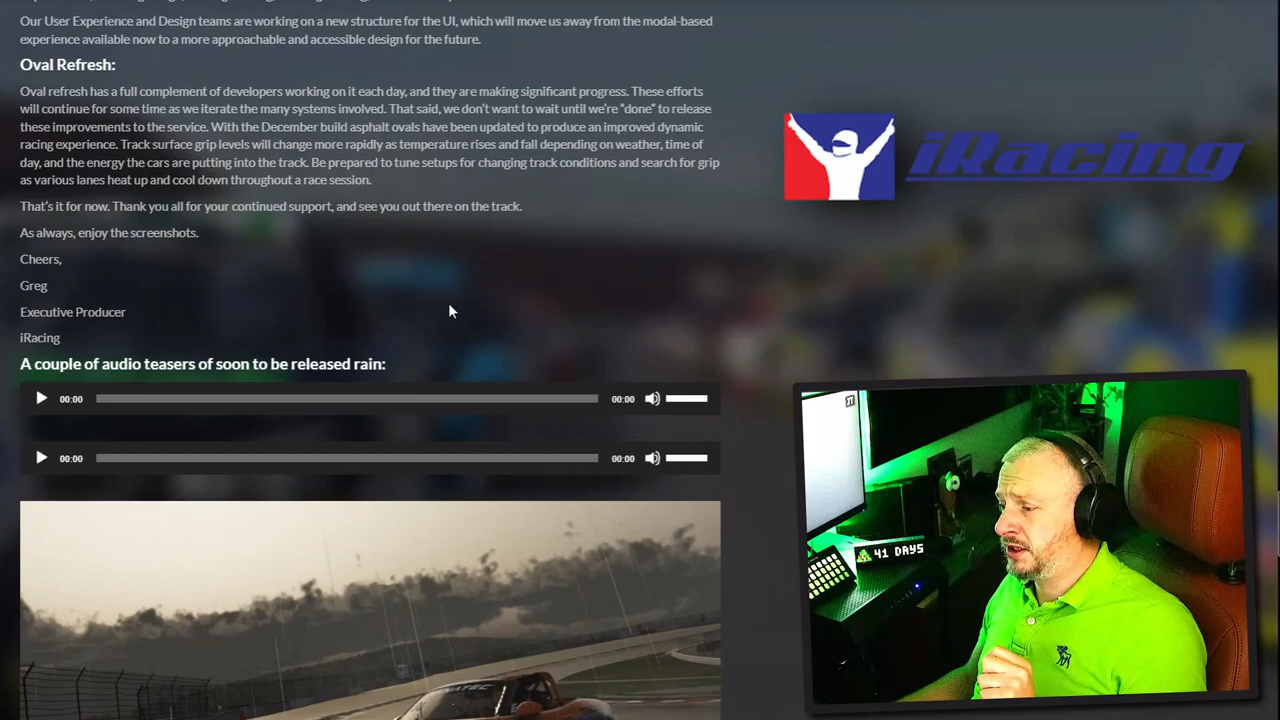 Our User Experience and Design teams are working on a new structure for the UI, which will move us away from the modal-based
experience available now to a more approachable and accessible design for the future.
Oval Refresh:
Oval refresh has a full complement of developers working on it each day, and they are making significant progress. These efforts
will continue for some time as we iterate the many systems involved. That said, we don't want to wait until we're “done” to release
these improvements to the service. With the December build asphalt ovals have been updated to produce an improved dynamic
racing experience. Track surface grip levels will change more rapidly as temperature rises and fall depending on weather, time of
day, and the energy the cars are putting into the track. Be prepared to tune setups for changing track conditions and search for grip
as various lanes heat up and cool down throughout a race session.
That's it for now. Thank you all for your continued support, and see you out there on the track.
As always, enjoy the screenshots.
Cheers,
Greg
Executive Producer
iRacing
A couple of audio teasers of soon to be released rain:
00:00 00:00
00:00 00:00
iRacing
41 DAYS